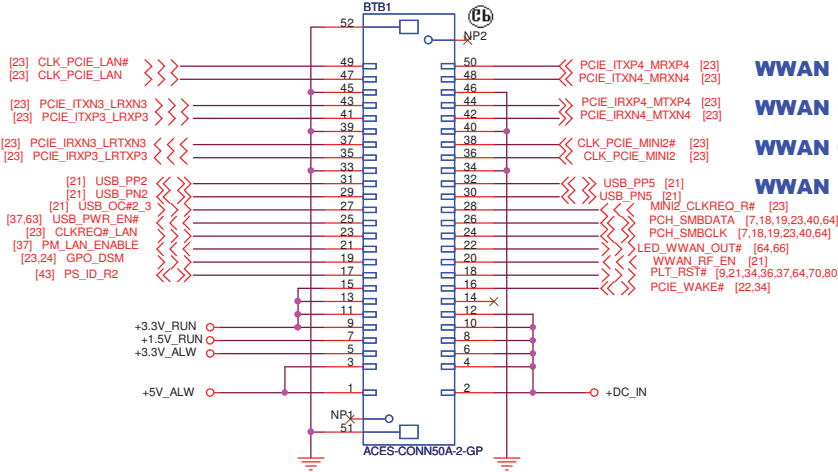 BTB1
Cb
52
NP2
[23] CLK_PCIE_LAN# 49 50 PCIE_ITXP4_MRXP4 [23] WWAN
[23] CLK_PCIE_LAN 47 48 PCIE_ITXN4_MRXN4 [23]
45 46
[23] PCIE_ITXN3_LRXN3 43 44 PCIE_IRXP4_MTXP4 [23] WWAN
[23] PCIE_ITXP3_LRXP3 41 42 PCIE_IRXN4_MTXN4 [23]
39 40
[23] PCIE_IRXN3_LRTXN3 37 38 CLK_PCIE_MINI2# [23] WWAN
[23] PCIE_IRXP3_LRTXP3 35 36 CLK_PCIE_MINI2 [23]
33 34
[21] USB_PP2 31 32 USB_PP5 [21] WWAN
[21] USB_PN2 29 30 USB_PN5 [21]
[21] USB_OC#2_3 27 28 MINI2_CLKREQ_R# [23]
[37,63] USB_PWR_EN# 25 26 PCH_SMBDATA [7,18,19,23,40,64]
[23] CLKREQ#_LAN 23 24 PCH_SMBCLK [7,18,19,23,40,64]
[37] PM_LAN_ENABLE 21 22 LED_WWAN_OUT# [64,66]
[23,24] GPO_DSM 19 20 WWAN_RF_EN [21]
[43] PS_ID_R2 17 18 PLT_RST# [9,21,34,36,37,64,70,80]
15 16 PCIE_WAKE# [22,34]
13 14
11 12
+3.3V_RUN 9 10
+1.5V_RUN 7 8
+3.3V_ALW 5 6
3 4
+5V_ALW 1 2 +DC_IN
NP1
51
ACES-CONN50A-2-GP